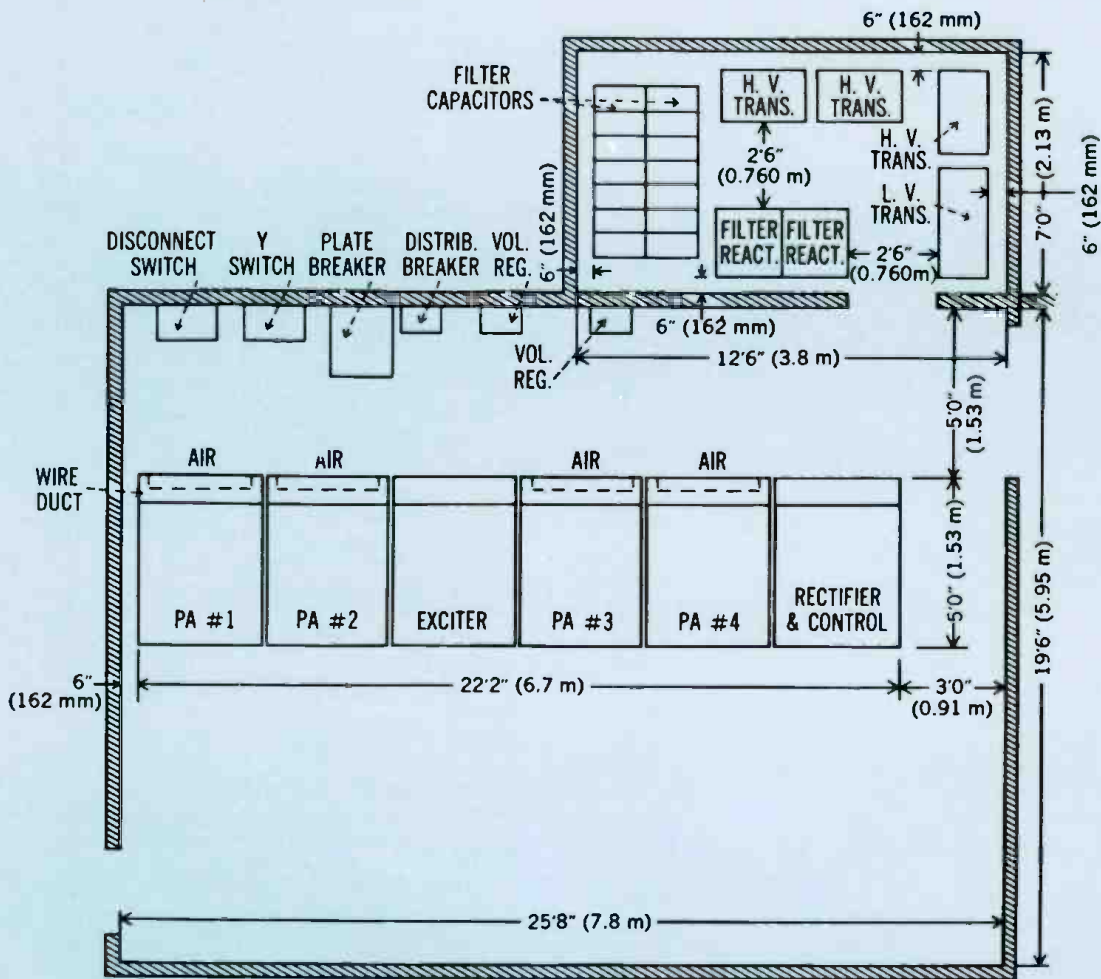 6" (162 mm)
FILTER
CAPACITORS
H. V.
TRANS.
H. V.
TRANS.
H. V.
TRANS.
2'6"
(0.760 m)
L. V.
TRANS.
7'0" (2.13 m)
6" (162 mm)
6" (162 mm)
FILTER
REACT.
FILTER
REACT.
2'6"
(0.760m)
DISCONNECT
SWITCH
Y
SWITCH
PLATE
BREAKER
DISTRIB.
BREAKER
VOL.
REG.
6" (162 mm)
VOL.
REG.
12'6" (3.8 m)
5'0"
(1.53 m)
WIRE
DUCT
AIR
AIR
AIR
AIR
5'0" (1.53 m)
19'6" (5.95 m)
PA #1
PA #2
EXCITER
PA #3
PA #4
RECTIFIER
& CONTROL
6"
(162 mm)
22'2" (6.7 m)
3'0"
(0.91 m)
25'8" (7.8 m)